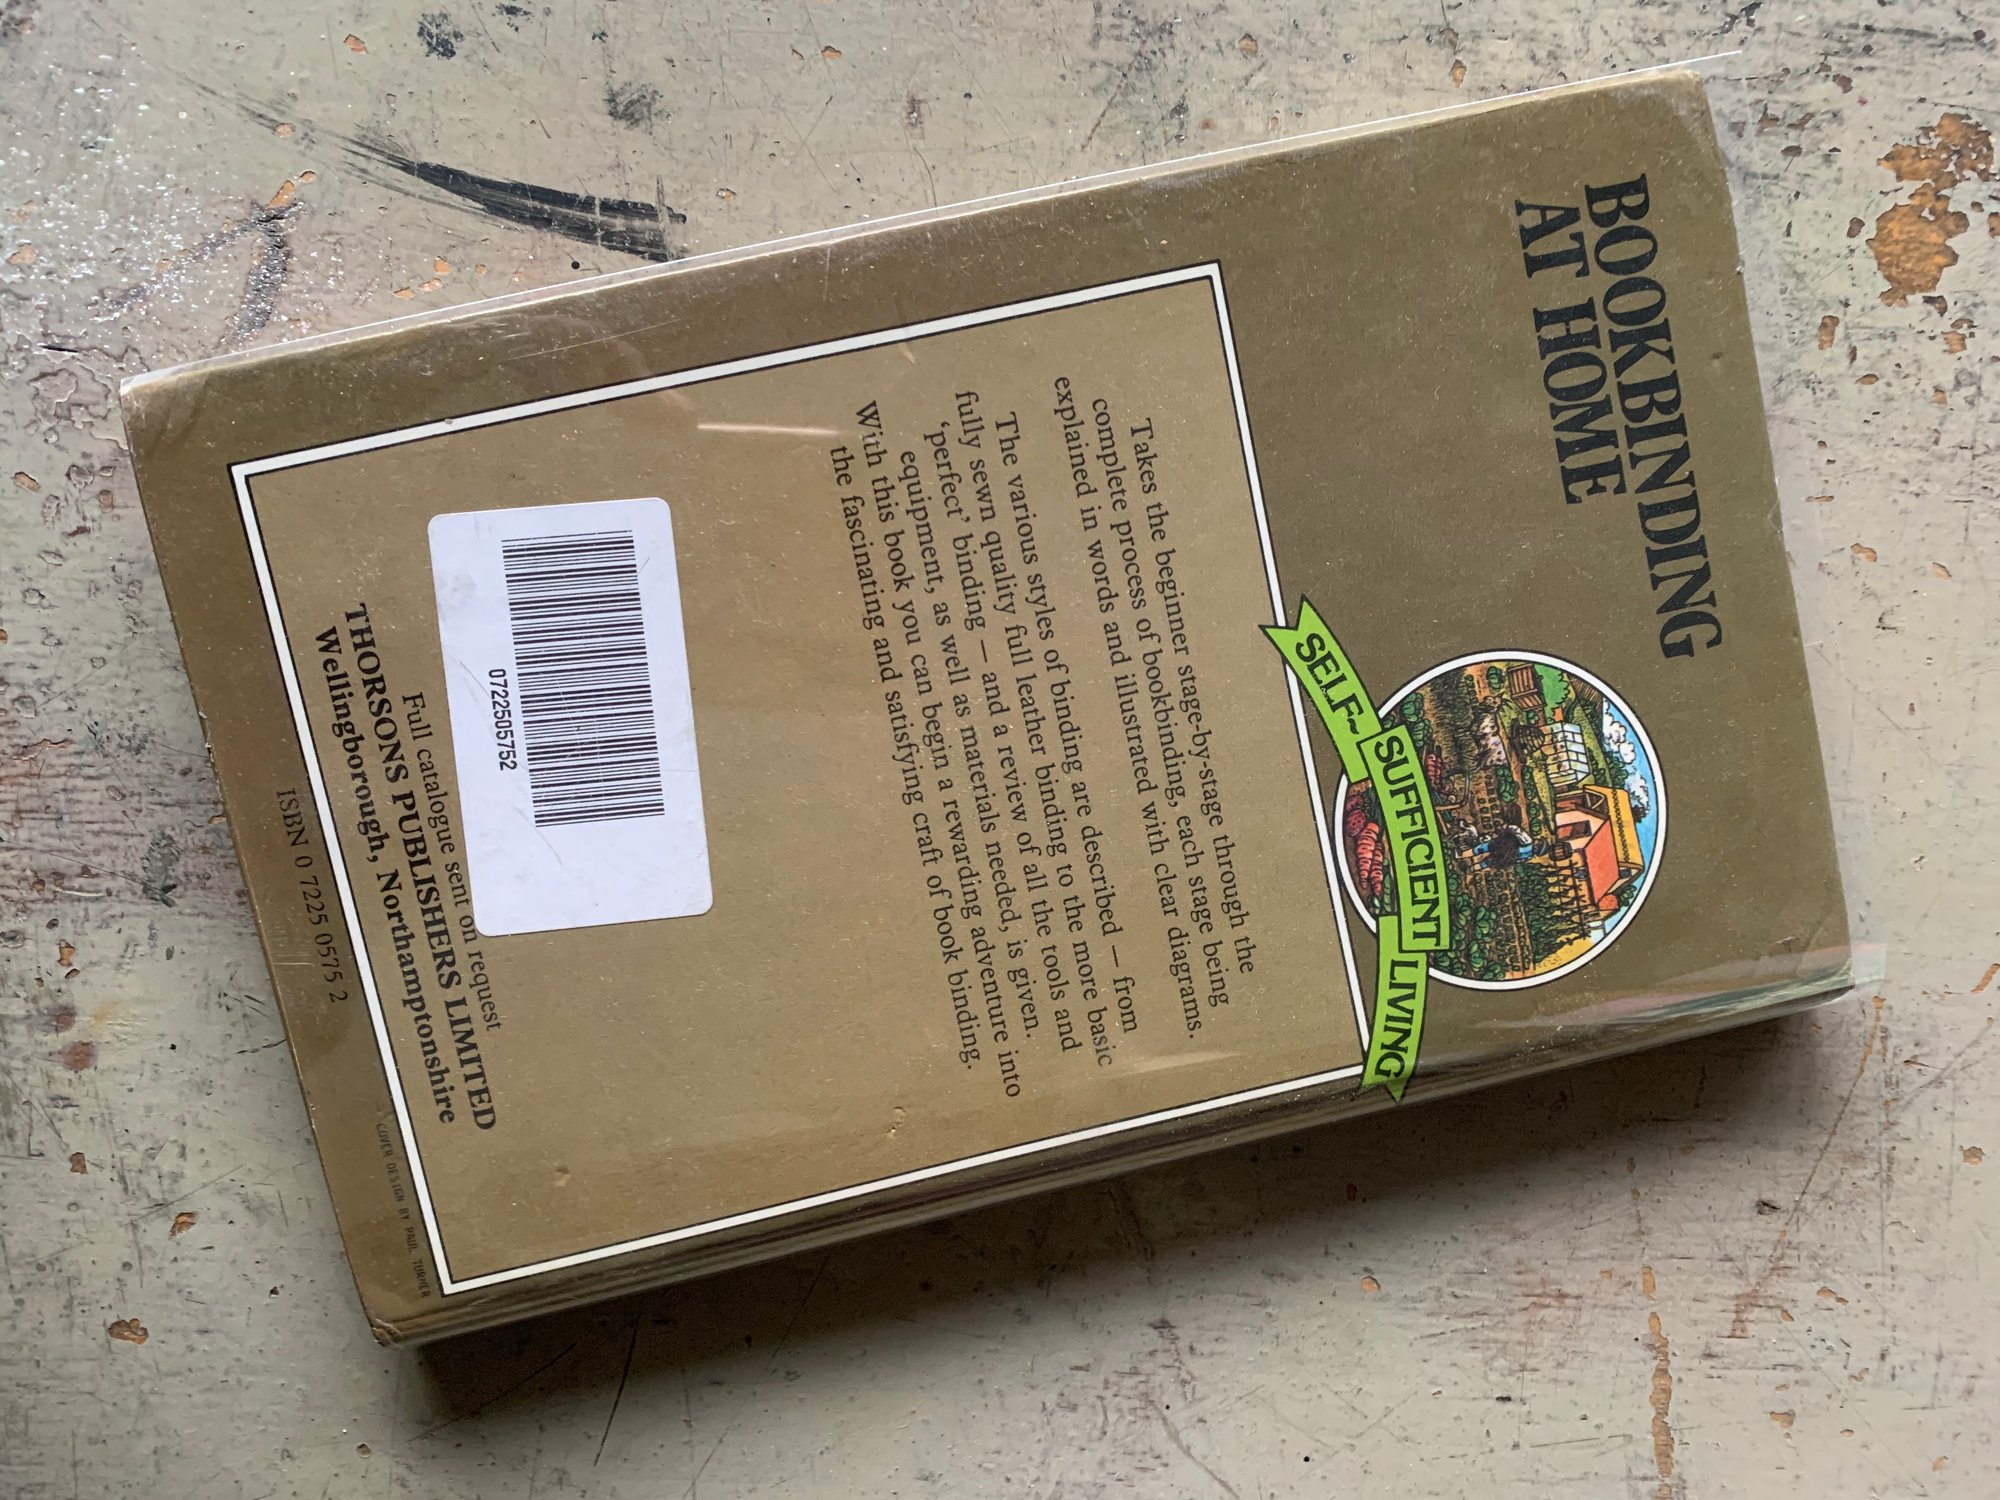 BOOKBINDING
AT HOME
SELF~
SUFFICIENT
LIVING
Takes the beginner stage-by-stage through the
complete process of bookbinding, each stage being
explained in words and illustrated with clear diagrams.
The various styles of binding are described — from
fully sewn quality full leather binding to the more basic
‘perfect’ binding — and a review of all the tools and
equipment, as well as materials needed, is given.
With this book you can begin a rewarding adventure into
the fascinating and satisfying craft of book binding.
0722505752
Full catalogue sent on request
THORSONS PUBLISHERS LIMITED
Wellingborough, Northamptonshire
ISBN 0 7225 0575 2
COVER DESIGN BY PAUL TURNER